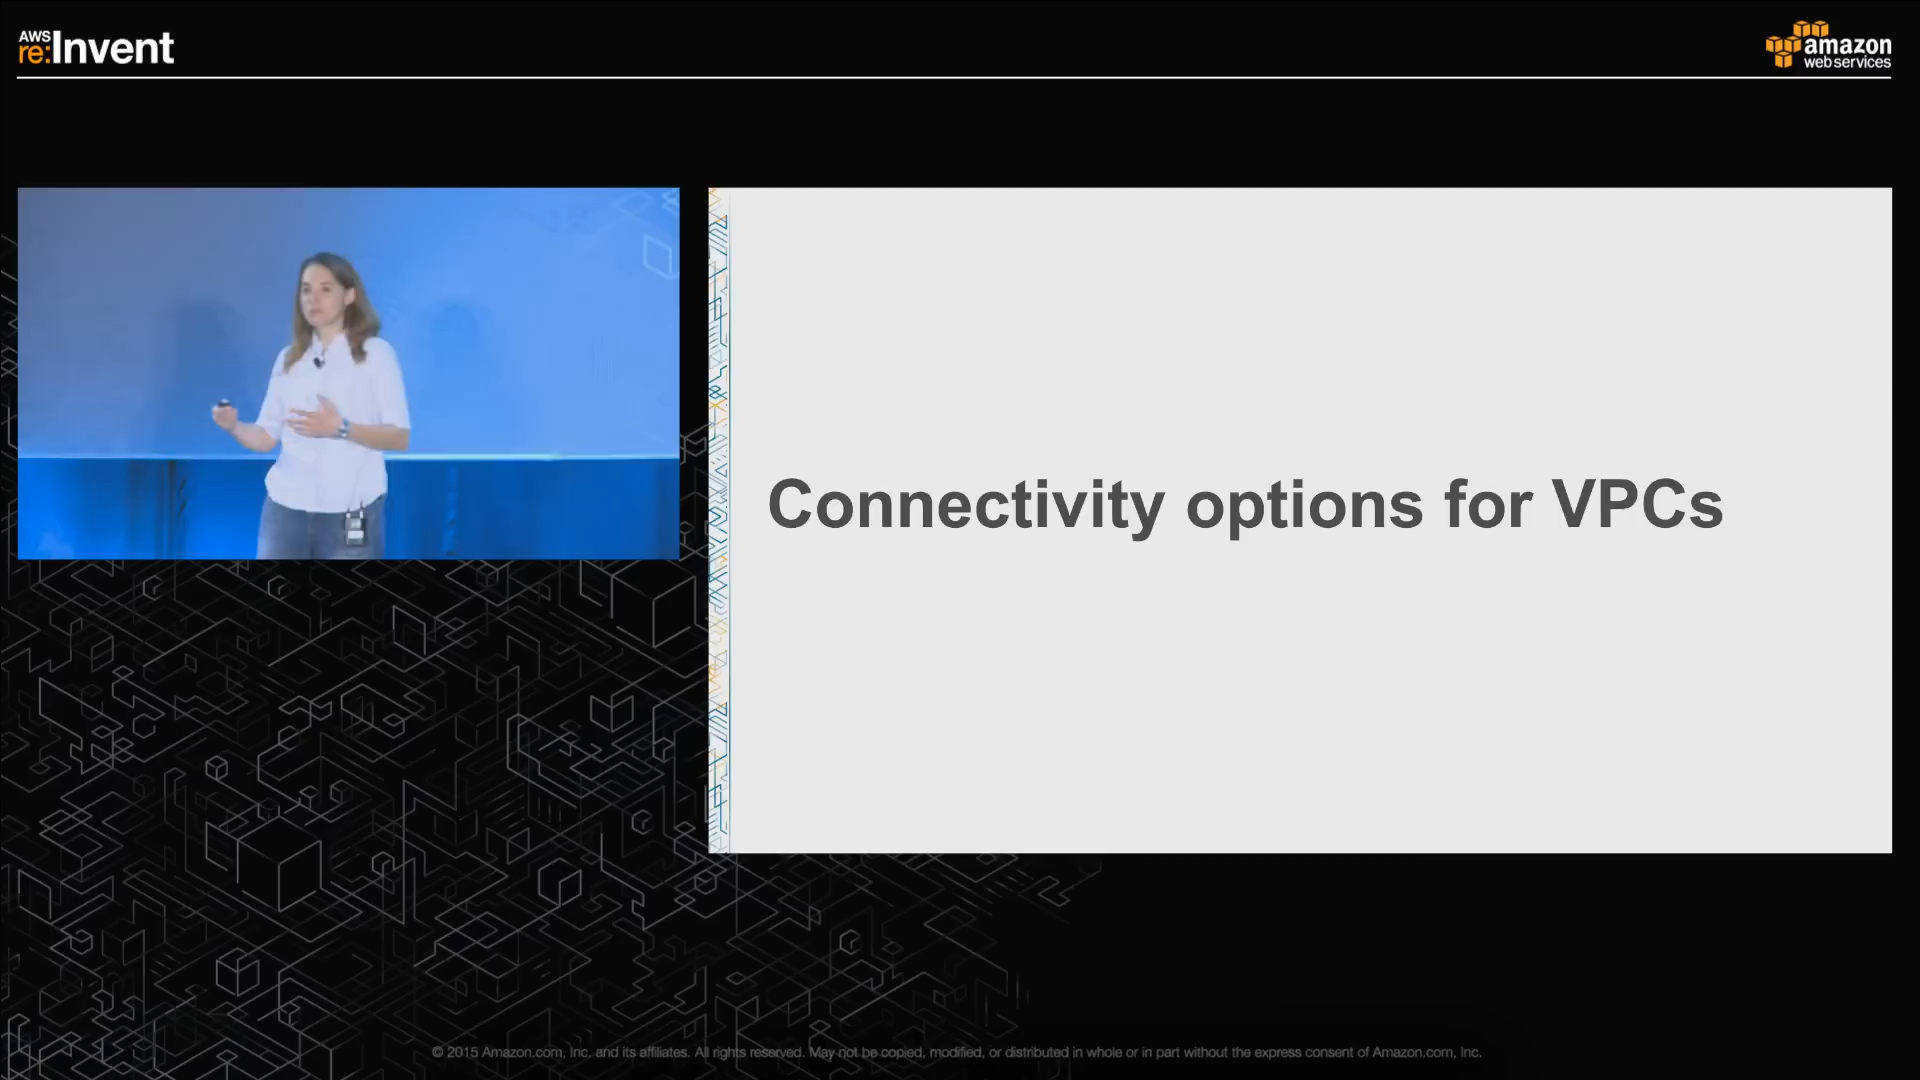 AWS
re:Invent
amazon
web services
Connectivity options for VPCs
© 2015 Amazon.com, Inc. and its affiliates. All rights reserved. May not be copied, modified, or distributed in whole or in part without the express consent of Amazon.com, Inc.